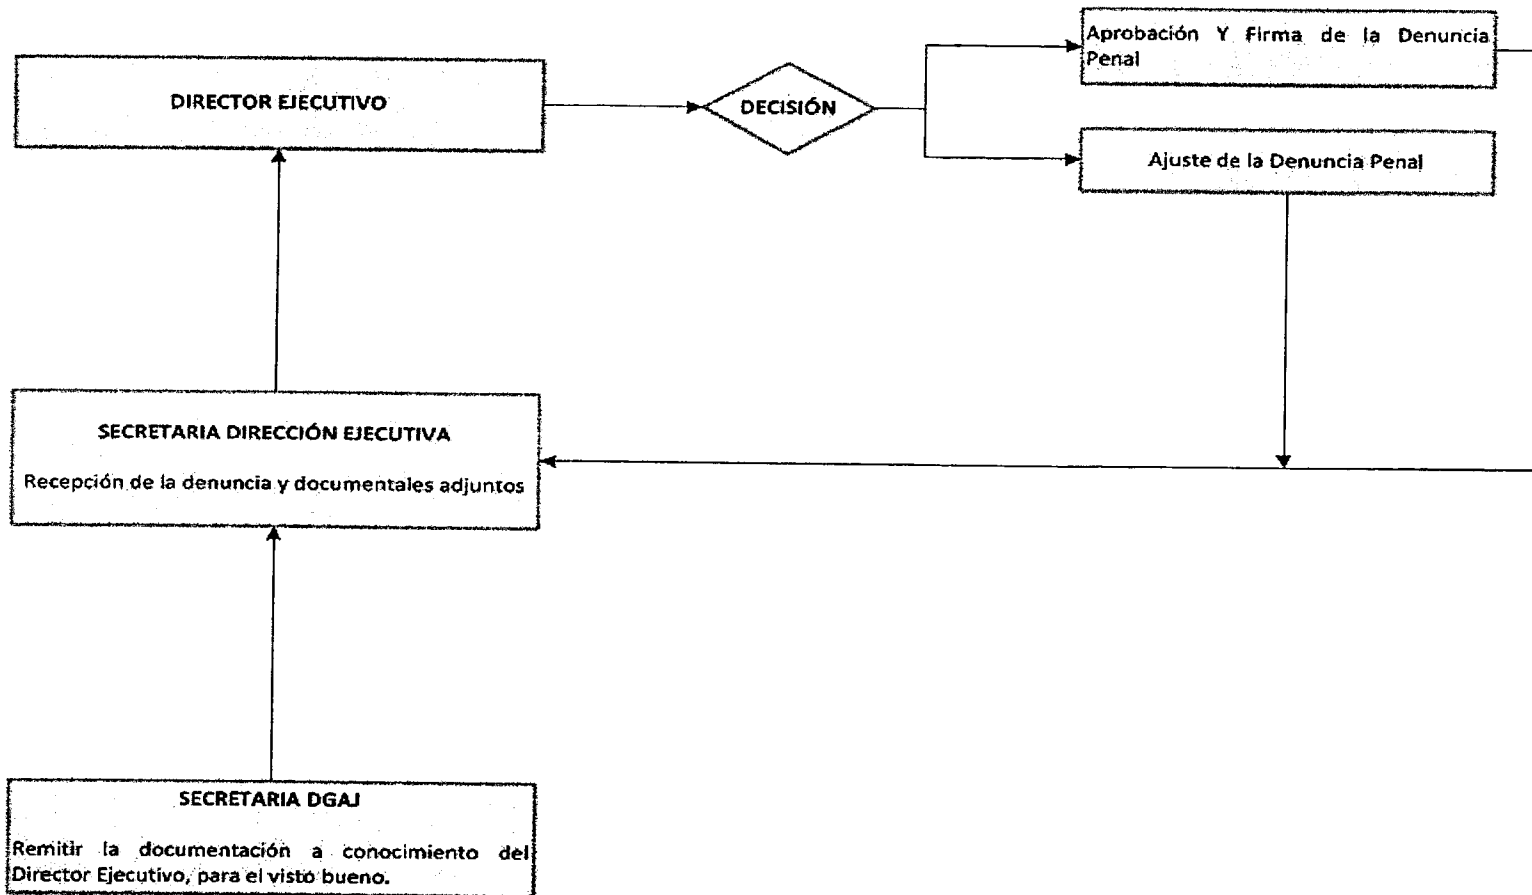 Aprobación Y Firma de la Denuncia
Penal
DIRECTOR EJECUTIVO
DECISIÓN
Ajuste de la Denuncia Penal
SECRETARIA DIRECCIÓN EJECUTIVA
Recepción de la denuncia y documentales adjuntos
SECRETARIA DGAJ
Remitir la documentación a conocimiento del
Director Ejecutivo, para el visto bueno.